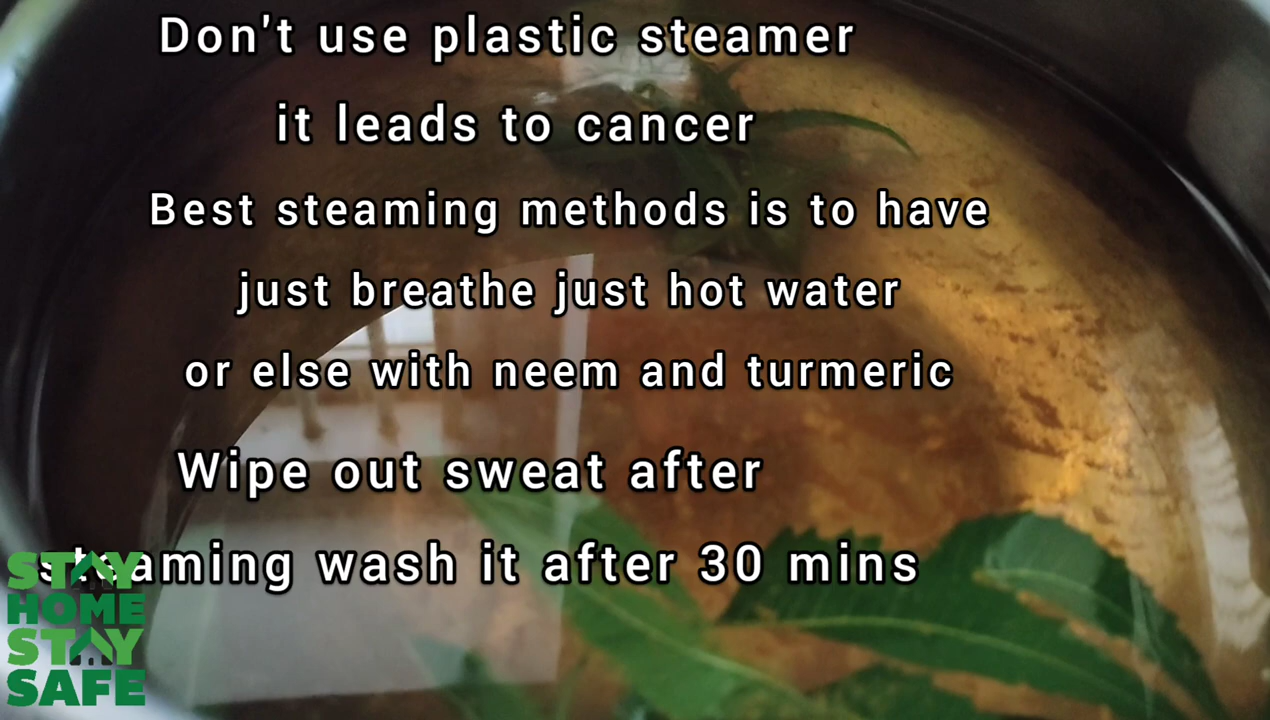 Don't use plastic steamer
it leads to cancer
Best steaming methods is to have
just breathe just hot water
or else with neem and turmeric
Wipe out sweat after
steaming wash it after 30 mins
STAY
HOME
STAY
SAFE